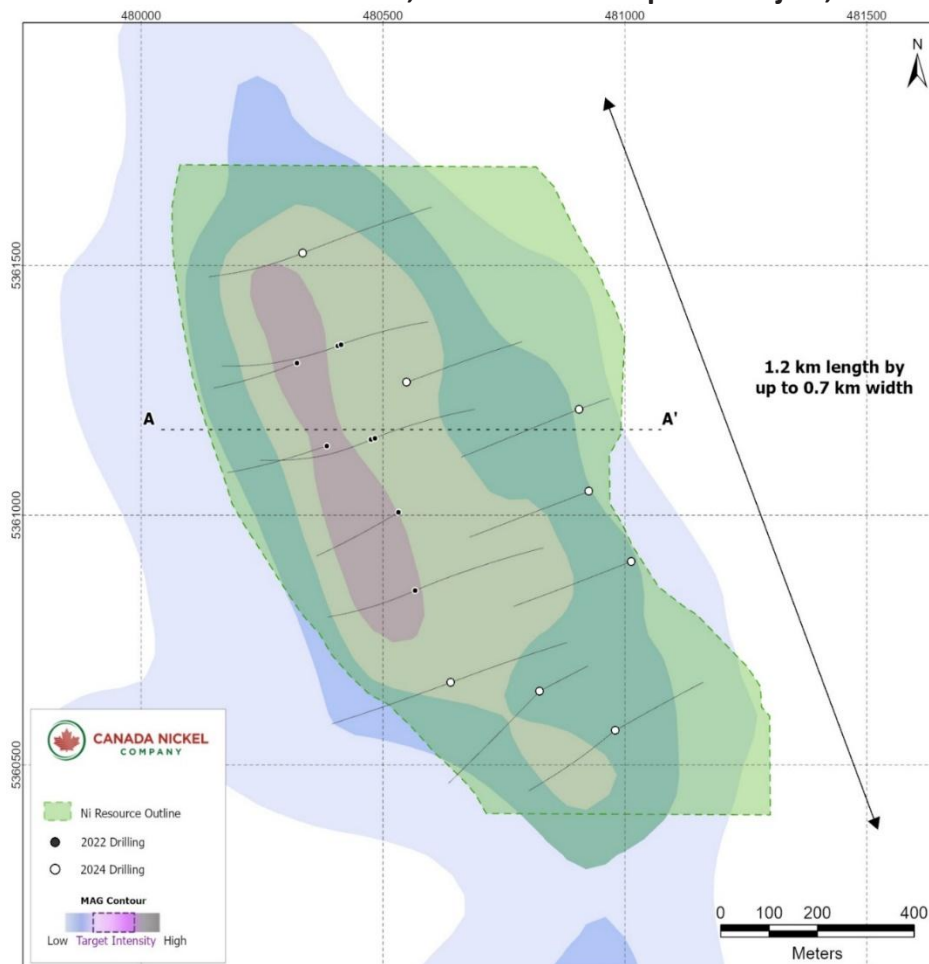 480000
480500
481000
481500
N
5361500
1.2 km length by
up to 0.7 km width
A
A'
5361000
5360500
CANADA NICKEL
COMPANY
Ni Resource Outline
2022 Drilling
2024 Drilling
MAG Contour
Low Target Intensity High
0 100 200 400
Meters